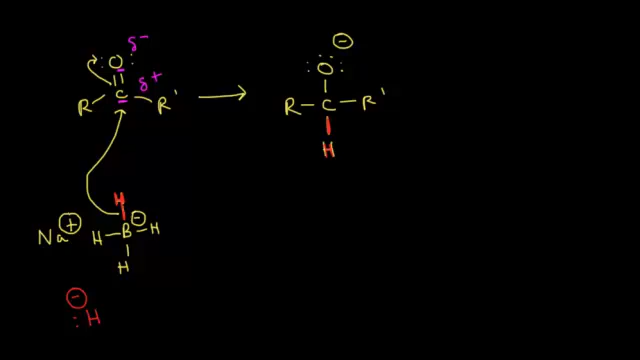 δ−
⊖
:O:
:O:
δ+
C
R R'
R—C—R'
H
H
Na⊕
H—B⊖—H
H
⊖
:H